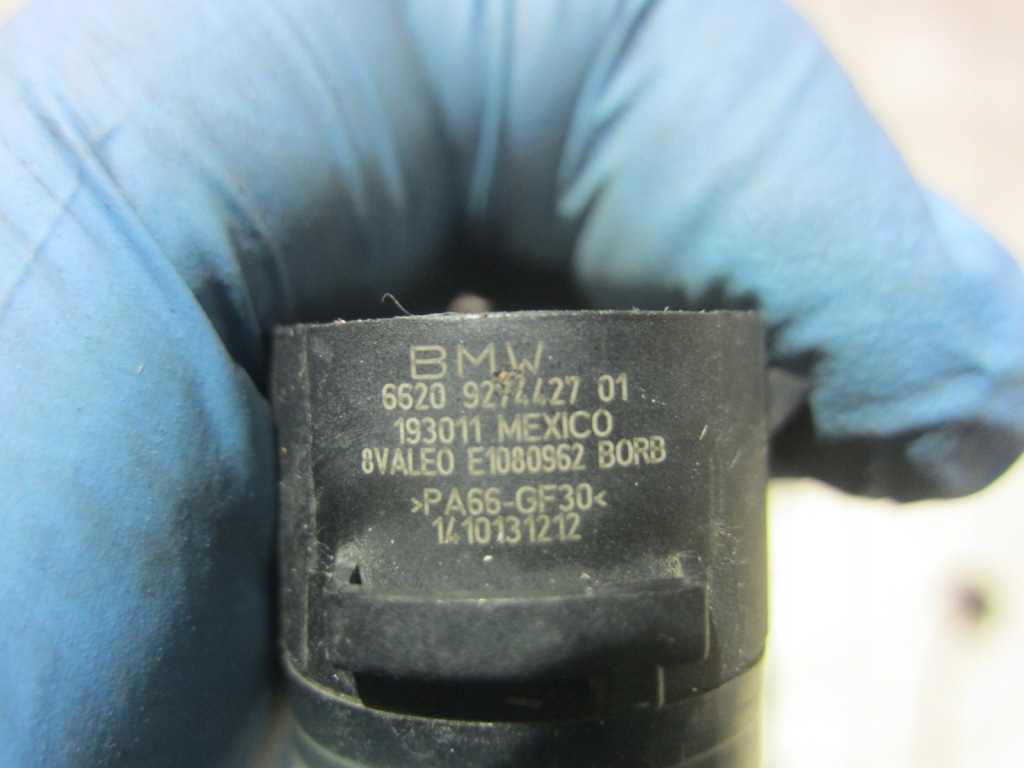 BMW
6620 9274427 01
193011 MEXICO
8VALEO E1080962 BORB
>PA66-GF30<
1410131212